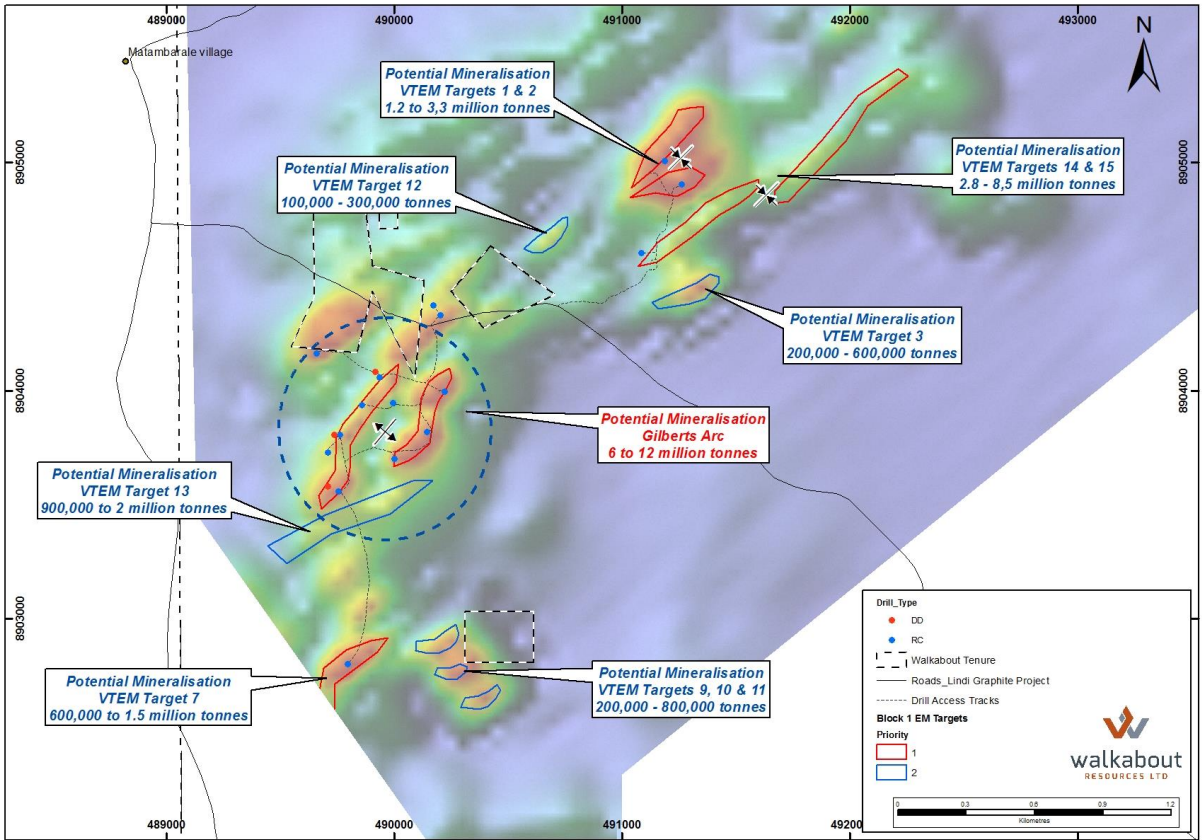 489000
490000
491000
492000
493000
N
Matambarale village
Potential Mineralisation
VTEM Targets 1 & 2
1.2 to 3,3 million tonnes
8905000
8905000
Potential Mineralisation
VTEM Targets 14 & 15
2.8 - 8,5 million tonnes
Potential Mineralisation
VTEM Target 12
100,000 - 300,000 tonnes
Potential Mineralisation
VTEM Target 3
200,000 - 600,000 tonnes
8904000
8904000
Potential Mineralisation
Gilberts Arc
6 to 12 million tonnes
Potential Mineralisation
VTEM Target 13
900,000 to 2 million tonnes
8903000
Potential Mineralisation
VTEM Target 7
600,000 to 1.5 million tonnes
Potential Mineralisation
VTEM Targets 9, 10 & 11
200,000 - 800,000 tonnes
Drill_Type
DD
RC
Walkabout Tenure
Roads_Lindi Graphite Project
Drill Access Tracks
Block 1 EM Targets
Priority
1
2
walkabout
RESOURCES LTD
0 0.3 0.6 0.9 1.2
Kilometres
489000
490000
491000